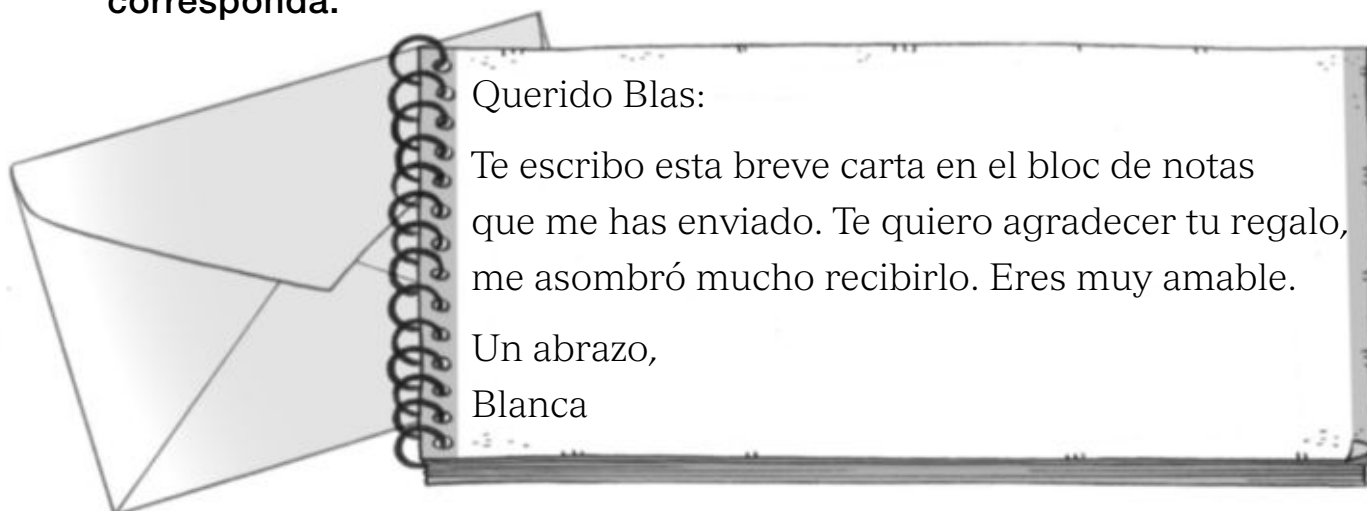 corresponda.
Querido Blas:
Te escribo esta breve carta en el bloc de notas
que me has enviado. Te quiero agradecer tu regalo,
me asombró mucho recibirlo. Eres muy amable.
Un abrazo,
Blanca